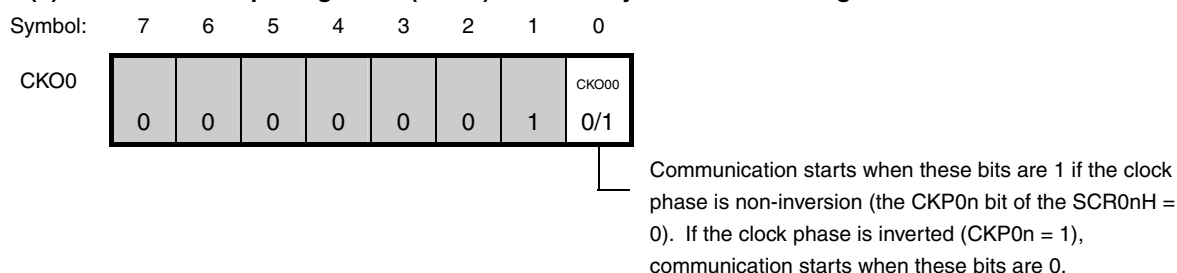 Symbol: 7 6 5 4 3 2 1 0
CKO0 CKO00
0 0 0 0 0 0 1 0/1
Communication starts when these bits are 1 if the clock
phase is non-inversion (the CKP0n bit of the SCR0nH =
0). If the clock phase is inverted (CKP0n = 1),
communication starts when these bits are 0.